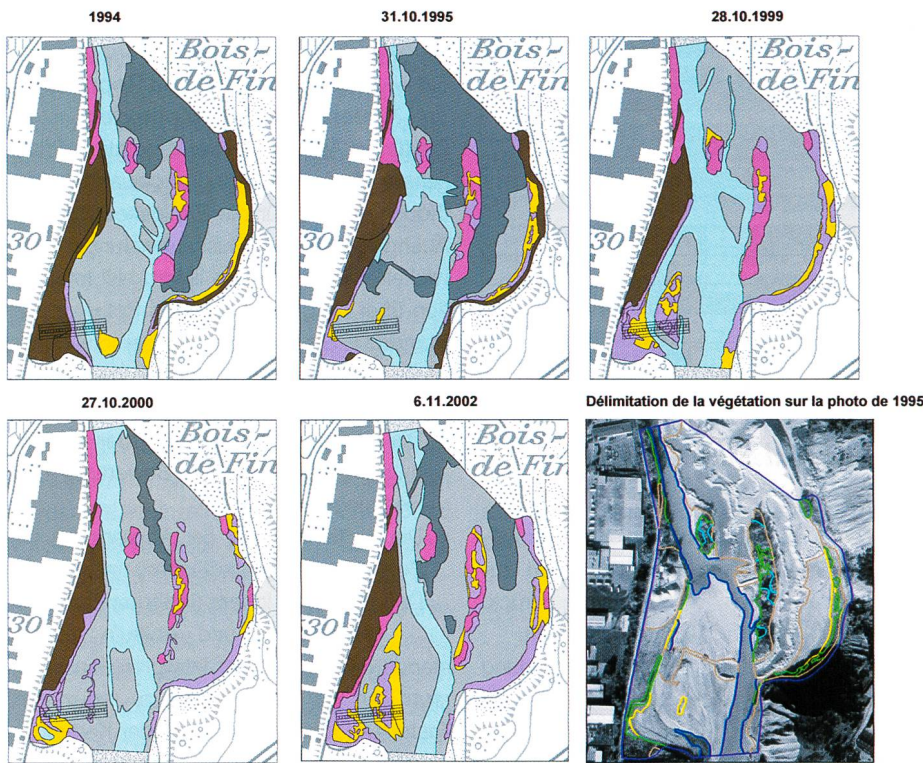 1994
31.10.1995
28.10.1999
Bois-
de Fin
30
Bois-
de Fin
30
Bois-
de Fin
30
27.10.2000
6.11.2002
Délimitation de la végétation sur la photo de 1995
Bois-
de Fin
30
Bois-
de Fin
30